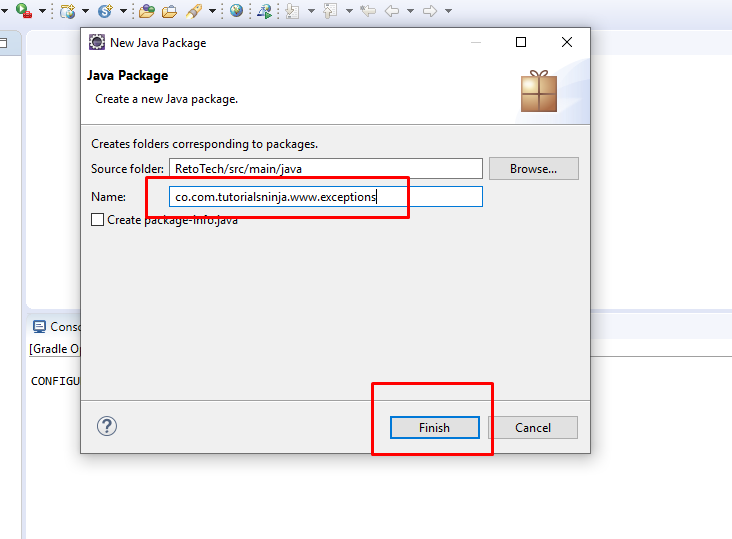 New Java Package
Java Package
Create a new Java package.
Creates folders corresponding to packages.
Source folder: RetoTech/src/main/java Browse...
Name: co.com.tutorialsninja.www.exceptions
Create package-info.java
Conso
[Gradle Op
CONFIGU
? Finish Cancel